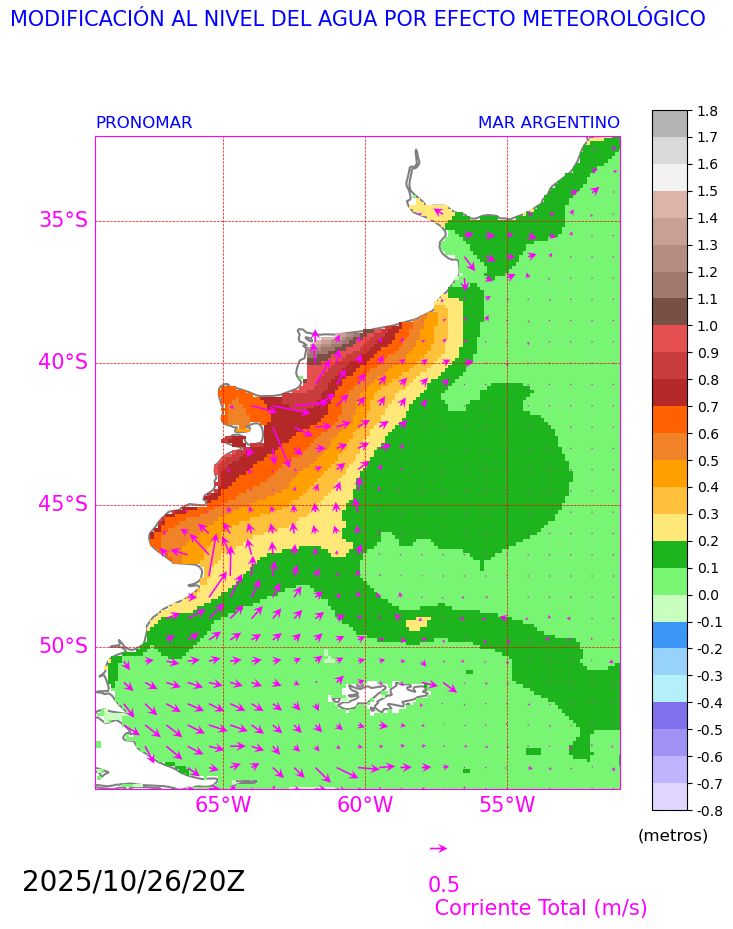 MODIFICACIÓN AL NIVEL DEL AGUA POR EFECTO METEOROLÓGICO
PRONOMAR MAR ARGENTINO
35°S
40°S
45°S
50°S
65°W 60°W 55°W
1.8
1.7
1.6
1.5
1.4
1.3
1.2
1.1
1.0
0.9
0.8
0.7
0.6
0.5
0.4
0.3
0.2
0.1
0.0
-0.1
-0.2
-0.3
-0.4
-0.5
-0.6
-0.7
-0.8
(metros)
2025/10/26/20Z
0.5
Corriente Total (m/s)